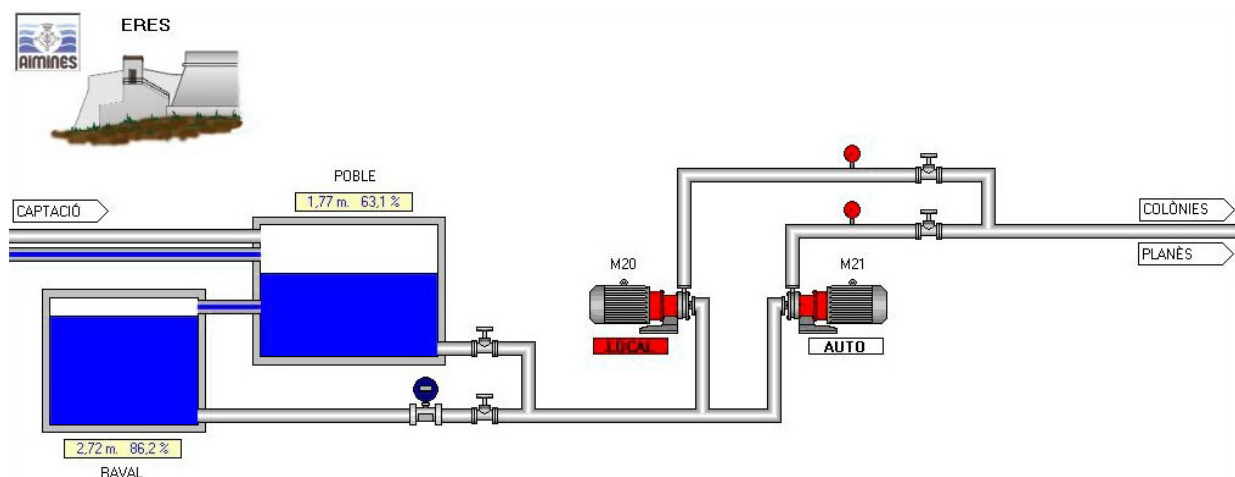 ERES
AIMINES
POBLE
1,77 m. 63,1 %
CAPTACIÓ
COLÒNIES
PLANÈS
M20
M21
LOCAL
AUTO
2,72 m. 86,2 %
RAVAL